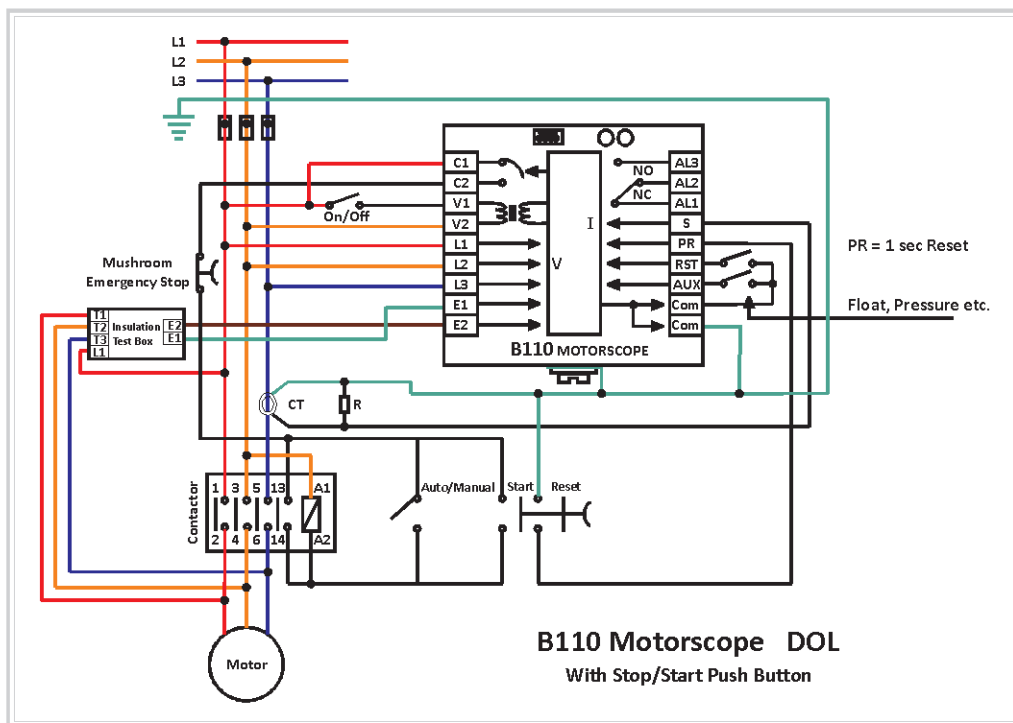 L1
L2
L3
C1
C2
V1
V2
L1
L2
L3
E1
E2
I
V
NO
NC
AL3
AL2
AL1
S
PR
RST
AUX
Com
Com
B110 MOTORSCOPE
On/Off
PR = 1 sec Reset
Float, Pressure etc.
Mushroom
Emergency Stop
T1
T2 Insulation E2
T3 Test Box E1
L1
CT
R
Contactor
1 3 5 13 A1
2 4 6 14 A2
Auto/Manual Start Reset
Motor
B110 Motorscope DOL
With Stop/Start Push Button